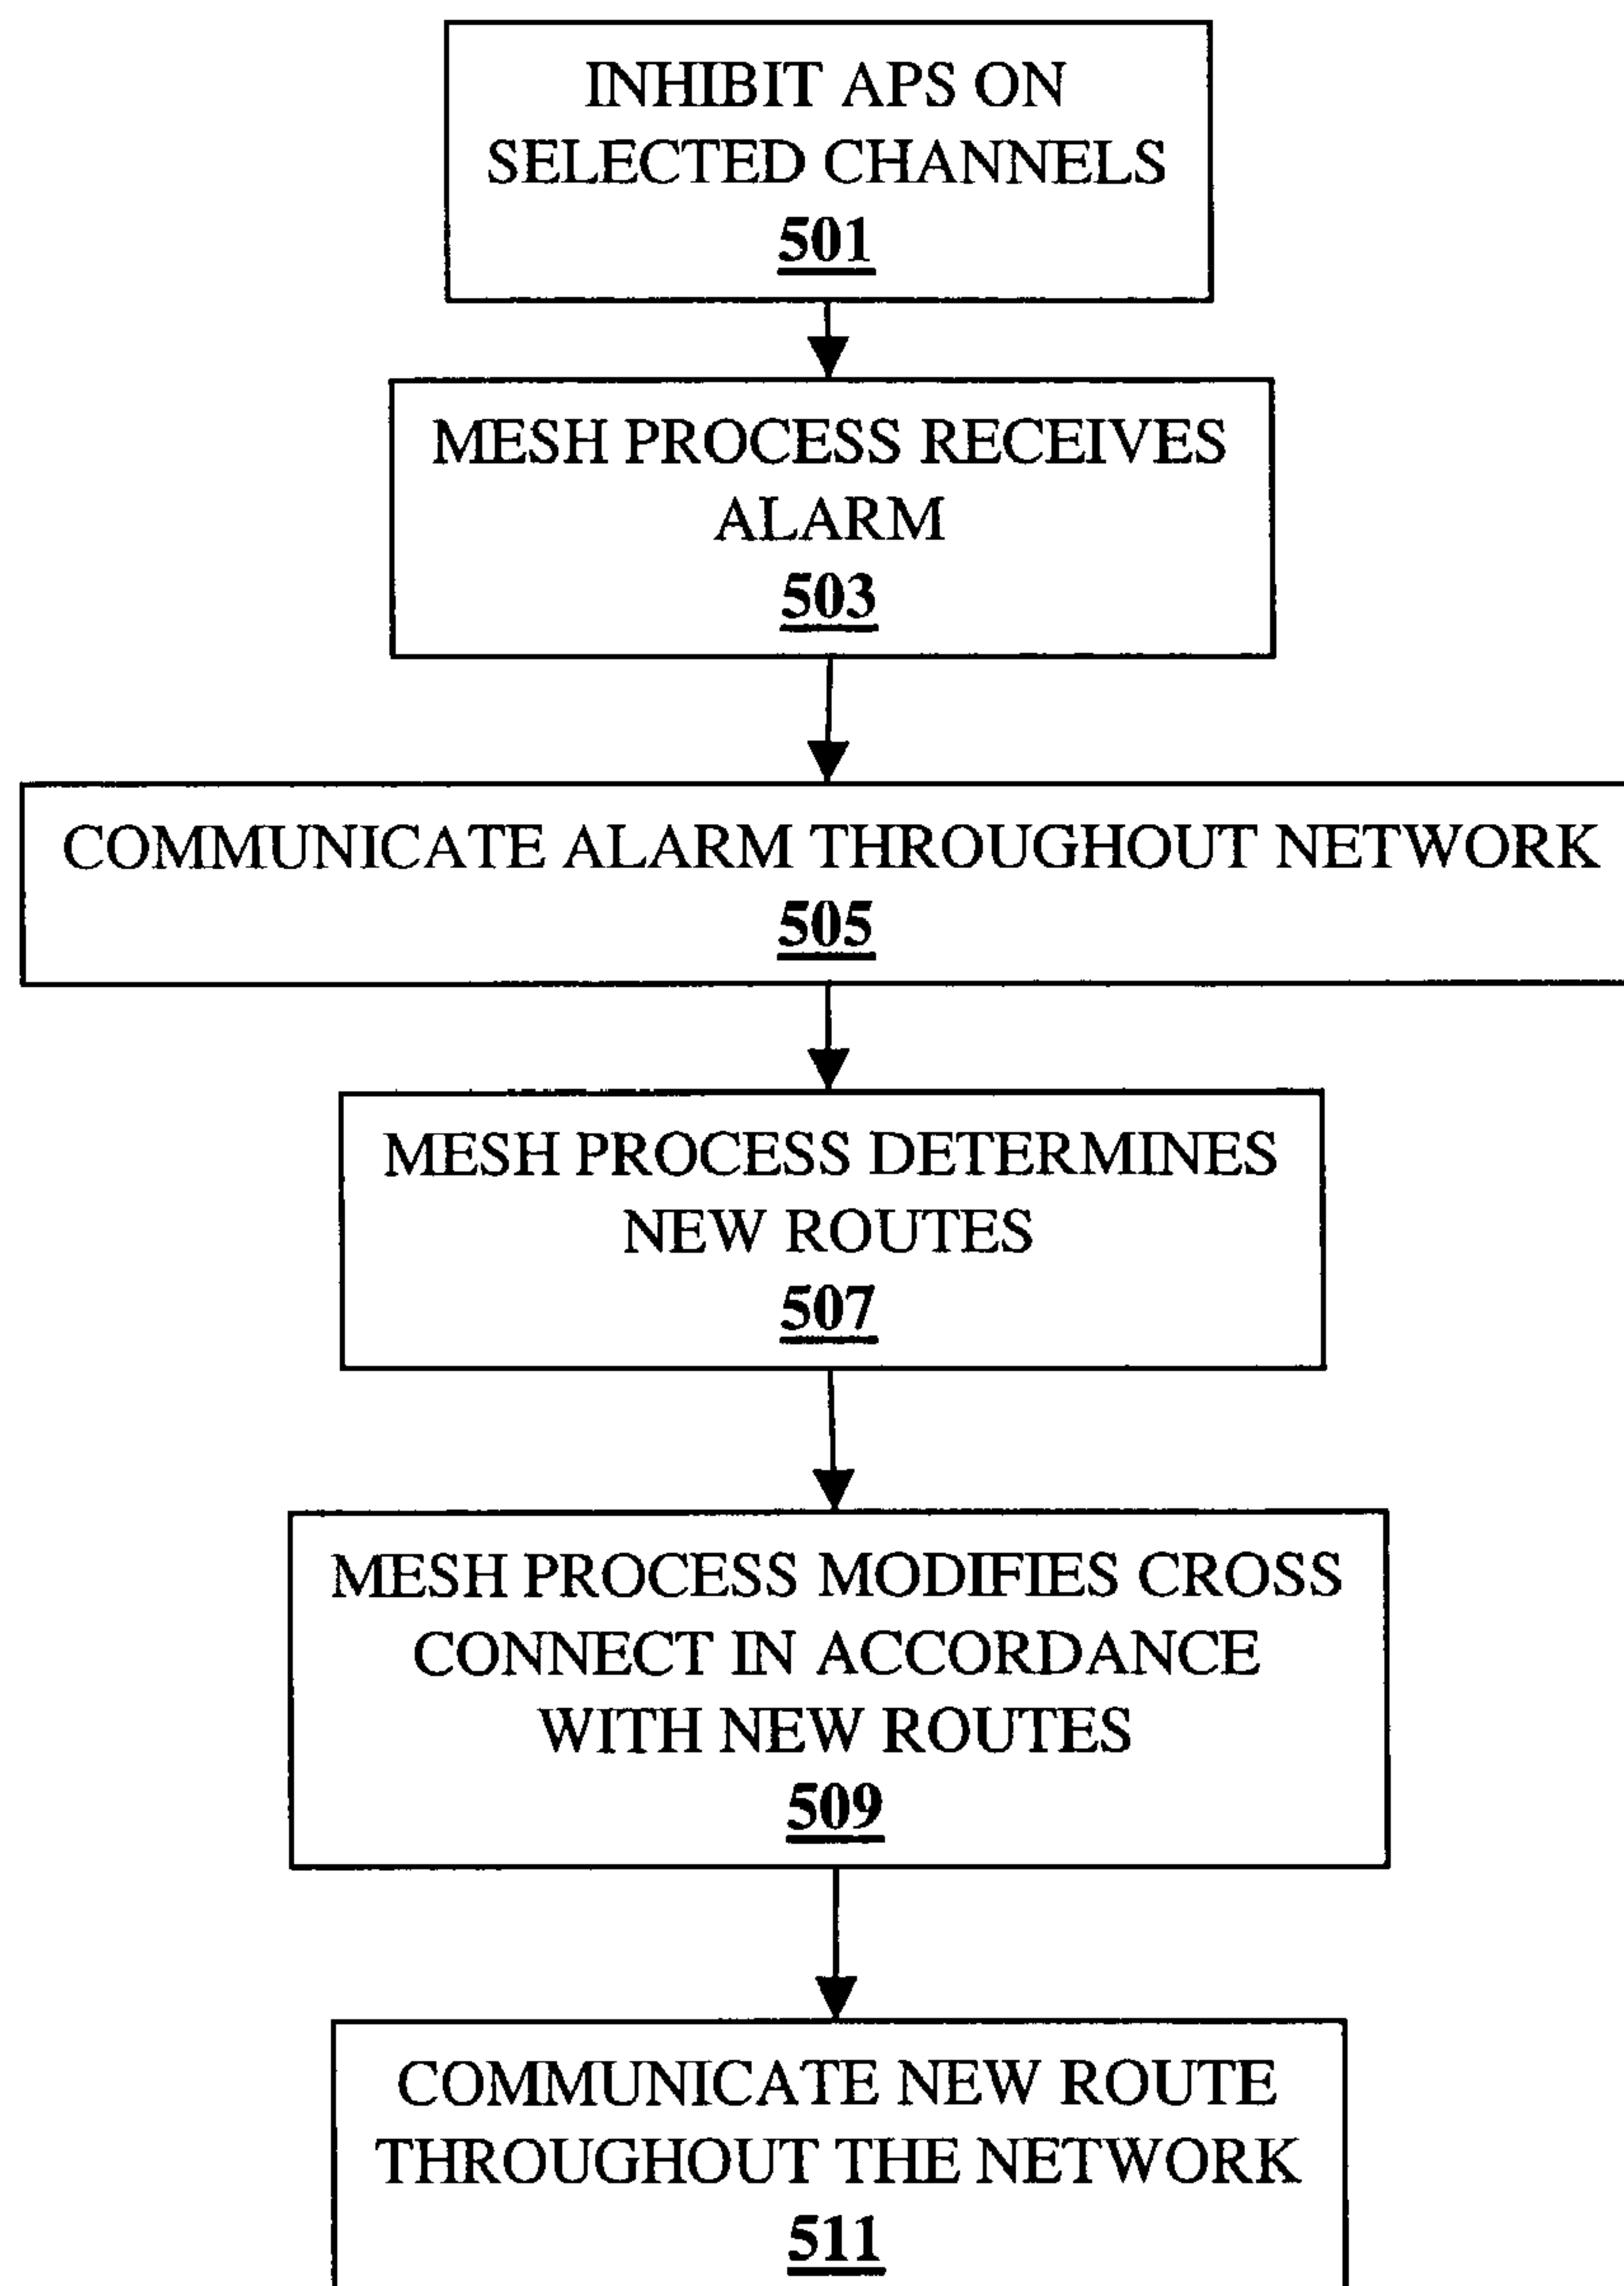 INHIBIT APS ON
SELECTED CHANNELS
501
MESH PROCESS RECEIVES
ALARM
503
COMMUNICATE ALARM THROUGHOUT NETWORK
505
MESH PROCESS DETERMINES
NEW ROUTES
507
MESH PROCESS MODIFIES CROSS
CONNECT IN ACCORDANCE
WITH NEW ROUTES
509
COMMUNICATE NEW ROUTE
THROUGHOUT THE NETWORK
511